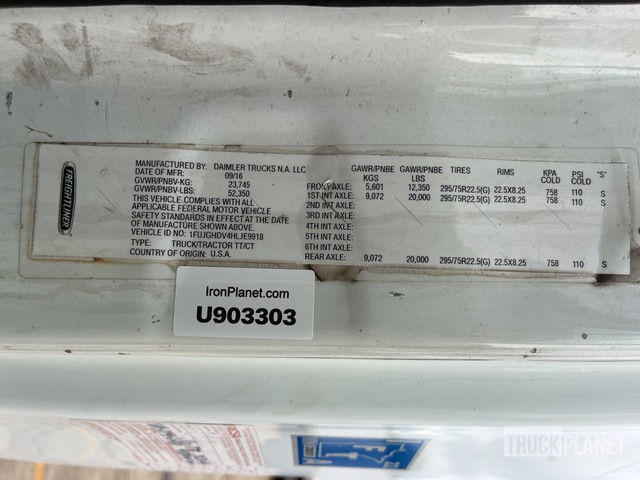 FREIGHTLINER
MANUFACTURED BY: DAIMLER TRUCKS N.A. LLC
DATE OF MFR: 09/16
GVWR/PNBV-KG: 23,745
GVWR/PNBV-LBS: 52,350
THIS VEHICLE COMPLIES WITH ALL
APPLICABLE FEDERAL MOTOR VEHICLE
SAFETY STANDARDS IN EFFECT AT THE DATE
OF MANUFACTURE SHOWN ABOVE.
VEHICLE ID NO: 1FUJGHDV4HLJE9918
TYPE: TRUCK/TRACTOR TT/CT
COUNTRY OF ORIGIN: U.S.A.
GAWR/PNBE KGS GAWR/PNBE LBS TIRES RIMS KPA COLD PSI COLD "S"
FRONT AXLE: 5,601 12,350 295/75R22.5(G) 22.5X8.25 758 110 S
1ST INT AXLE: 9,072 20,000 295/75R22.5(G) 22.5X8.25 758 110 S
2ND INT AXLE:
3RD INT AXLE:
4TH INT AXLE:
5TH INT AXLE:
6TH INT AXLE:
REAR AXLE: 9,072 20,000 295/75R22.5(G) 22.5X8.25 758 110 S
IronPlanet.com
U903303
TRUCKPLANET